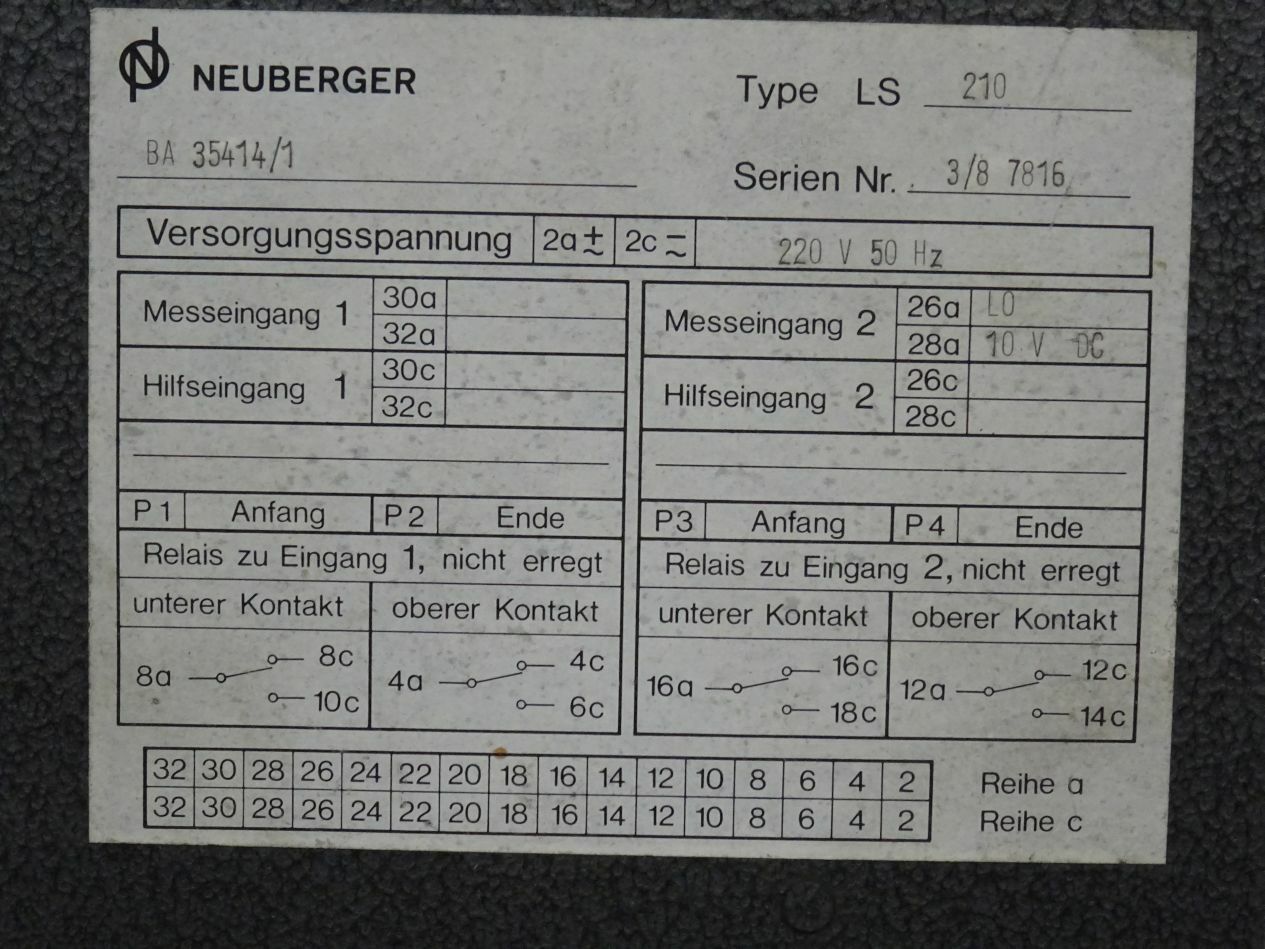 NEUBERGER
Type LS 210
BA 35414/1
Serien Nr. 3/8 7816
Versorgungsspannung 2a ± ~ 2c − ~ 220 V 50 Hz
Messeingang 1 30a 32a
Messeingang 2 26a LO 28a 10 V DC
Hilfseingang 1 30c 32c
Hilfseingang 2 26c 28c
P1 Anfang P2 Ende
P3 Anfang P4 Ende
Relais zu Eingang 1, nicht erregt
Relais zu Eingang 2, nicht erregt
unterer Kontakt oberer Kontakt
unterer Kontakt oberer Kontakt
8a 8c 10c
4a 4c 6c
16a 16c 18c
12a 12c 14c
32 30 28 26 24 22 20 18 16 14 12 10 8 6 4 2 Reihe a
32 30 28 26 24 22 20 18 16 14 12 10 8 6 4 2 Reihe c